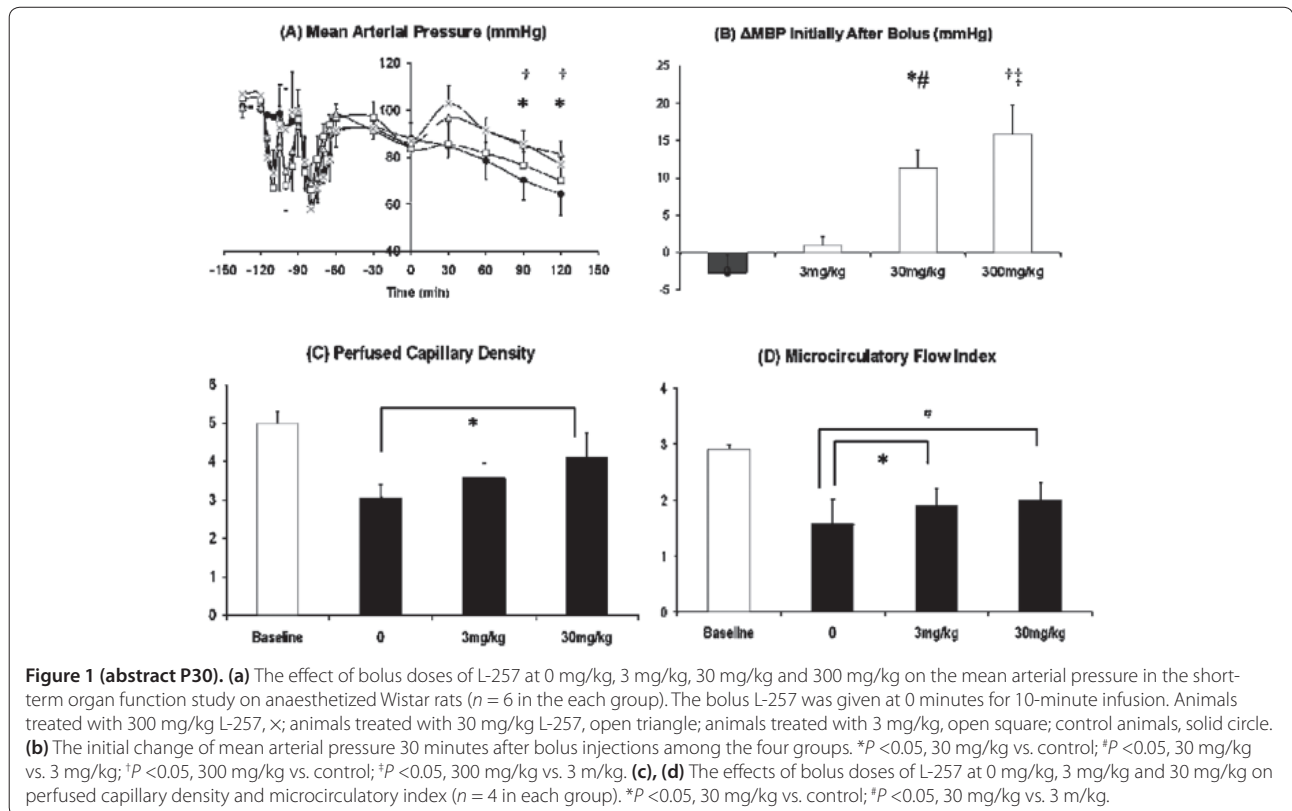 (A) Mean Arterial Pressure (mmHg)
† †
* *
120
100
80
60
40
-150 -120 -90 -60 -30 0 30 60 90 120 150
Time (min)
(B) ΔMBP Initially After Bolus (mmHg)
25
20
15
10
5
0
-5
*#
†‡
0 3mg/kg 30mg/kg 300mg/kg
(C) Perfused Capillary Density
6
5
4
3
2
1
0
*
Baseline 0 3mg/kg 30mg/kg
(D) Microcirculatory Flow Index
4
3
2
1
0
#
*
Baseline 0 3mg/kg 30mg/kg
Figure 1 (abstract P30). (a) The effect of bolus doses of L-257 at 0 mg/kg, 3 mg/kg, 30 mg/kg and 300 mg/kg on the mean arterial pressure in the short-
term organ function study on anaesthetized Wistar rats (n = 6 in the each group). The bolus L-257 was given at 0 minutes for 10-minute infusion. Animals
treated with 300 mg/kg L-257, ×; animals treated with 30 mg/kg L-257, open triangle; animals treated with 3 mg/kg, open square; control animals, solid circle.
(b) The initial change of mean arterial pressure 30 minutes after bolus injections among the four groups. *P <0.05, 30 mg/kg vs. control; #P <0.05, 30 mg/kg
vs. 3 mg/kg; †P <0.05, 300 mg/kg vs. control; ‡P <0.05, 300 mg/kg vs. 3 m/kg. (c), (d) The effects of bolus doses of L-257 at 0 mg/kg, 3 mg/kg and 30 mg/kg on
perfused capillary density and microcirculatory index (n = 4 in each group). *P <0.05, 30 mg/kg vs. control; #P <0.05, 30 mg/kg vs. 3 m/kg.